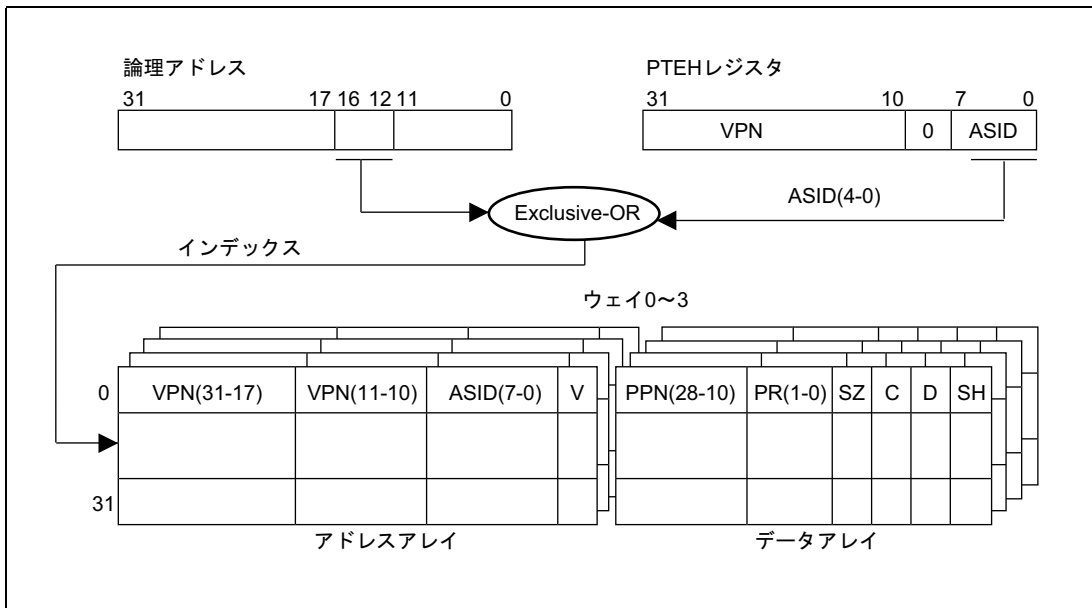 論理アドレス
31 17 16 12 11 0
PTEHレジスタ
31 10 7 0
VPN 0 ASID
Exclusive-OR
ASID(4-0)
インデックス
ウェイ0～3
0 VPN(31-17) VPN(11-10) ASID(7-0) V PPN(28-10) PR(1-0) SZ C D SH
31
アドレスアレイ
データアレイ